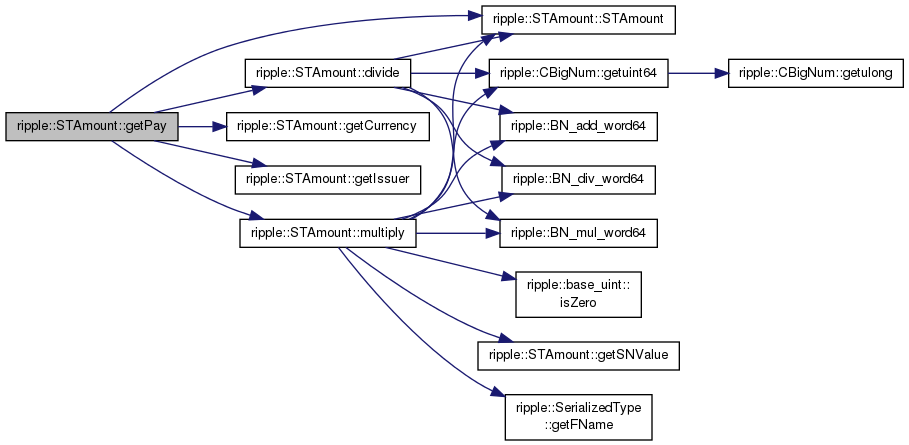 ripple::STAmount::getPay
ripple::STAmount::divide
ripple::STAmount::getCurrency
ripple::STAmount::getIssuer
ripple::STAmount::multiply
ripple::STAmount::STAmount
ripple::CBigNum::getuint64
ripple::BN_add_word64
ripple::BN_div_word64
ripple::BN_mul_word64
ripple::base_uint::
isZero
ripple::STAmount::getSNValue
ripple::SerializedType
::getFName
ripple::CBigNum::getulong